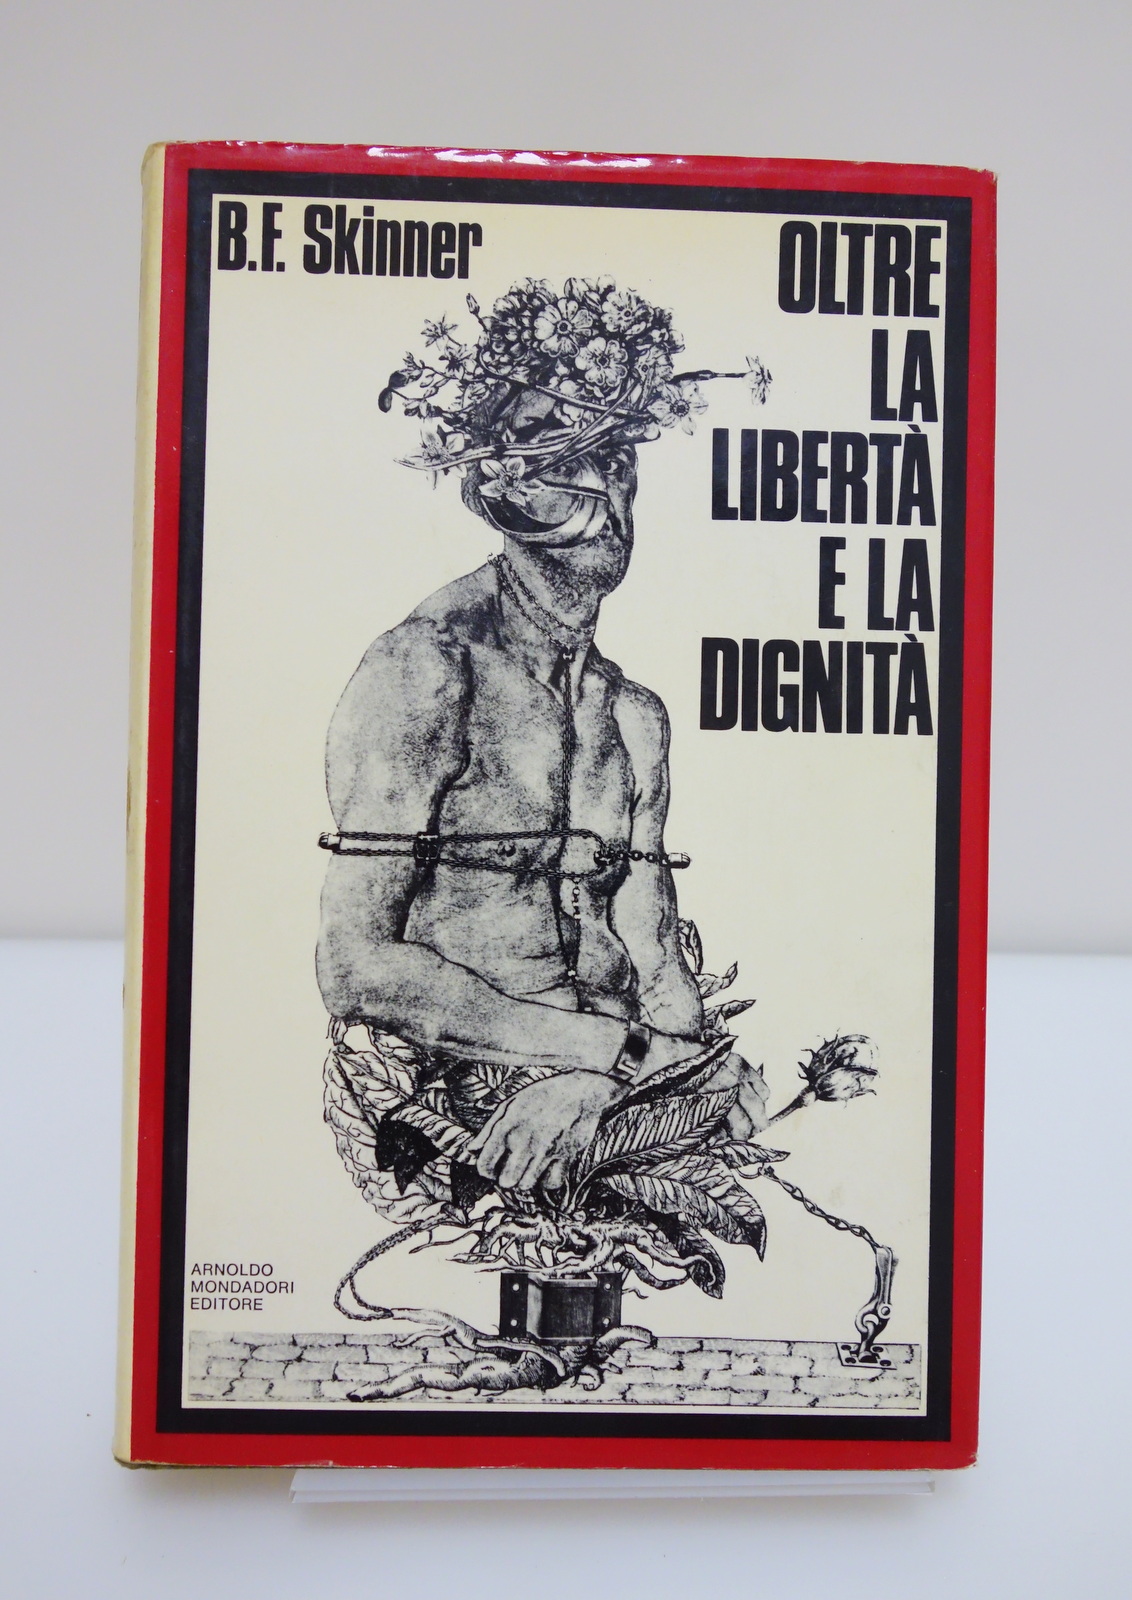 B.F. Skinner
OLTRE
LA
LIBERTÀ
E LA
DIGNITÀ
ARNOLDO
MONDADORI
EDITORE